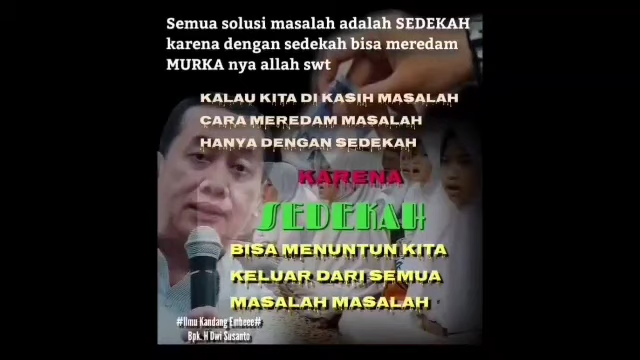 Semua solusi masalah adalah SEDEKAH
karena dengan sedekah bisa meredam
MURKA nya allah swt
KALAU KITA DI KASIH MASALAH
CARA MEREDAM MASALAH
HANYA DENGAN SEDEKAH
KARENA
SEDEKAH
BISA MENUNTUN KITA
KELUAR DARI SEMUA
MASALAH MASALAH
#Ilmu Kandang Embeee#
Bpk. H Dwi Susanto